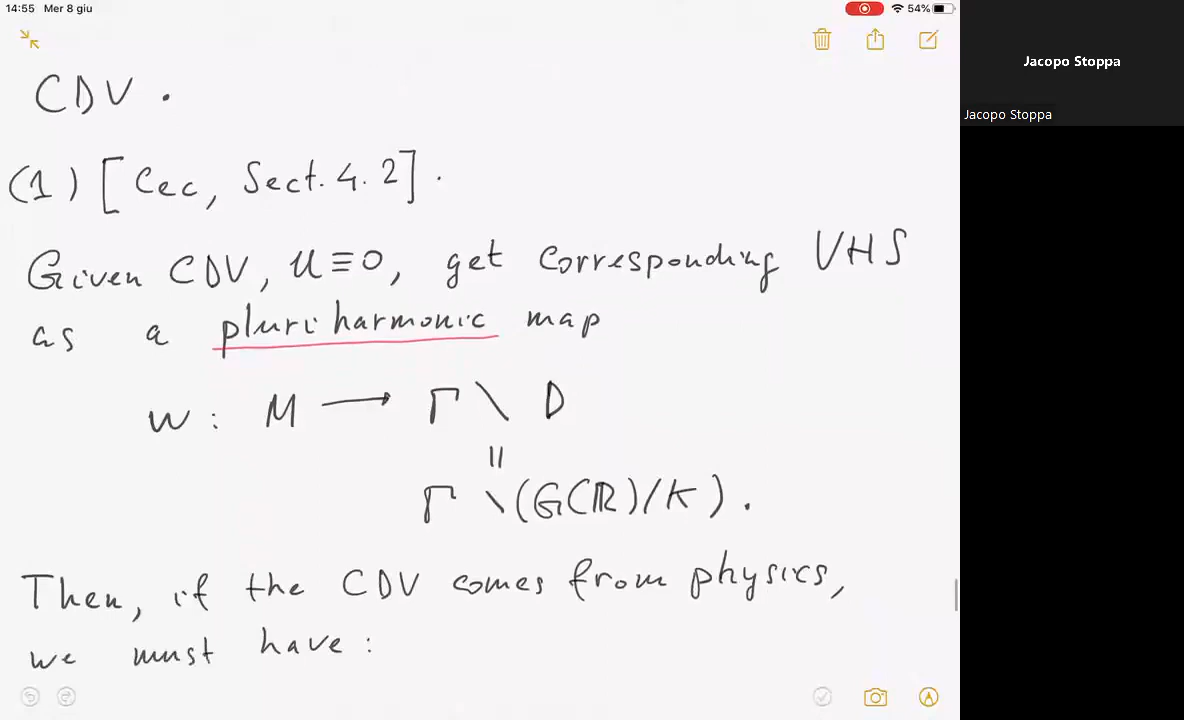 14:55 Mer 8 giu
54%
Jacopo Stoppa
Jacopo Stoppa
CDV.
(1) [Cec, Sect. 4.2].
Given CDV, U≡0, get corresponding VHS
as a pluriharmonic map
w: M → Γ \ D
||
Γ \ (G(ℝ)/K).
Then, if the CDV comes from physics,
we must have: